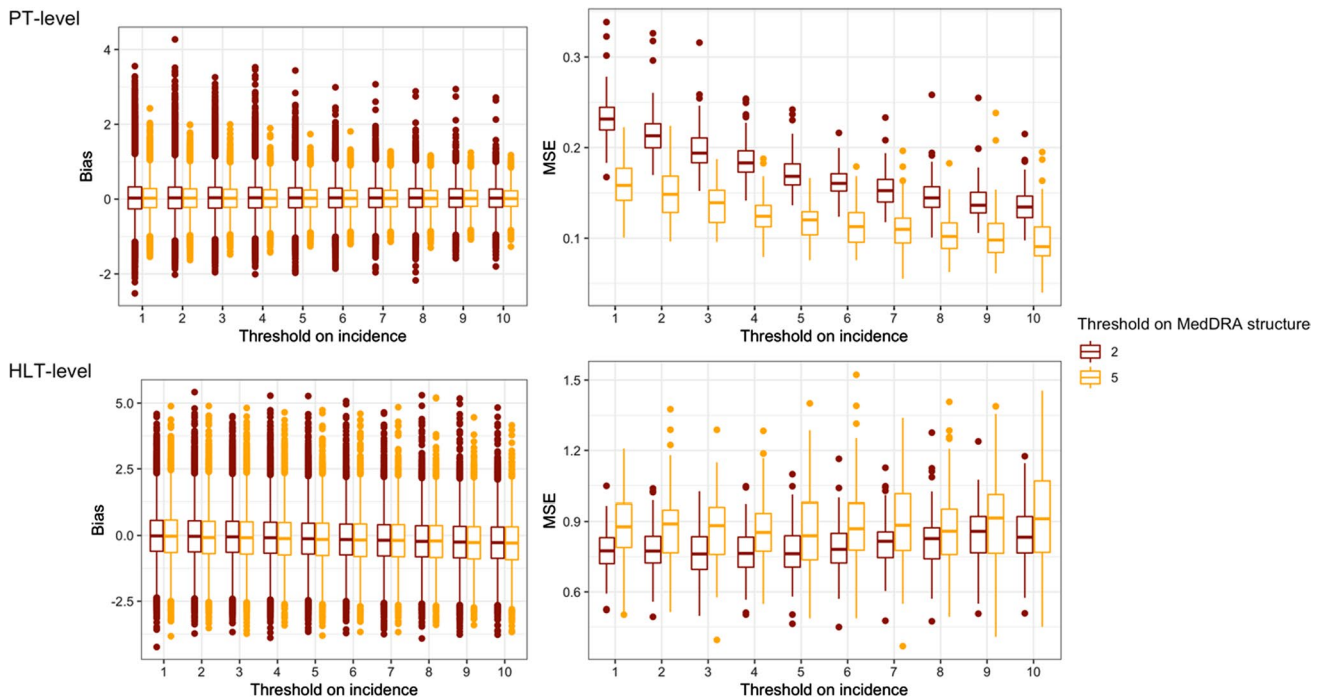 PT-level
Bias
4
2
0
-2
1 2 3 4 5 6 7 8 9 10
Threshold on incidence
MSE
0.3
0.2
0.1
1 2 3 4 5 6 7 8 9 10
Threshold on incidence
HLT-level
Bias
5.0
2.5
0.0
-2.5
1 2 3 4 5 6 7 8 9 10
Threshold on incidence
MSE
1.5
1.2
0.9
0.6
1 2 3 4 5 6 7 8 9 10
Threshold on incidence
Threshold on MedDRA structure
2
5